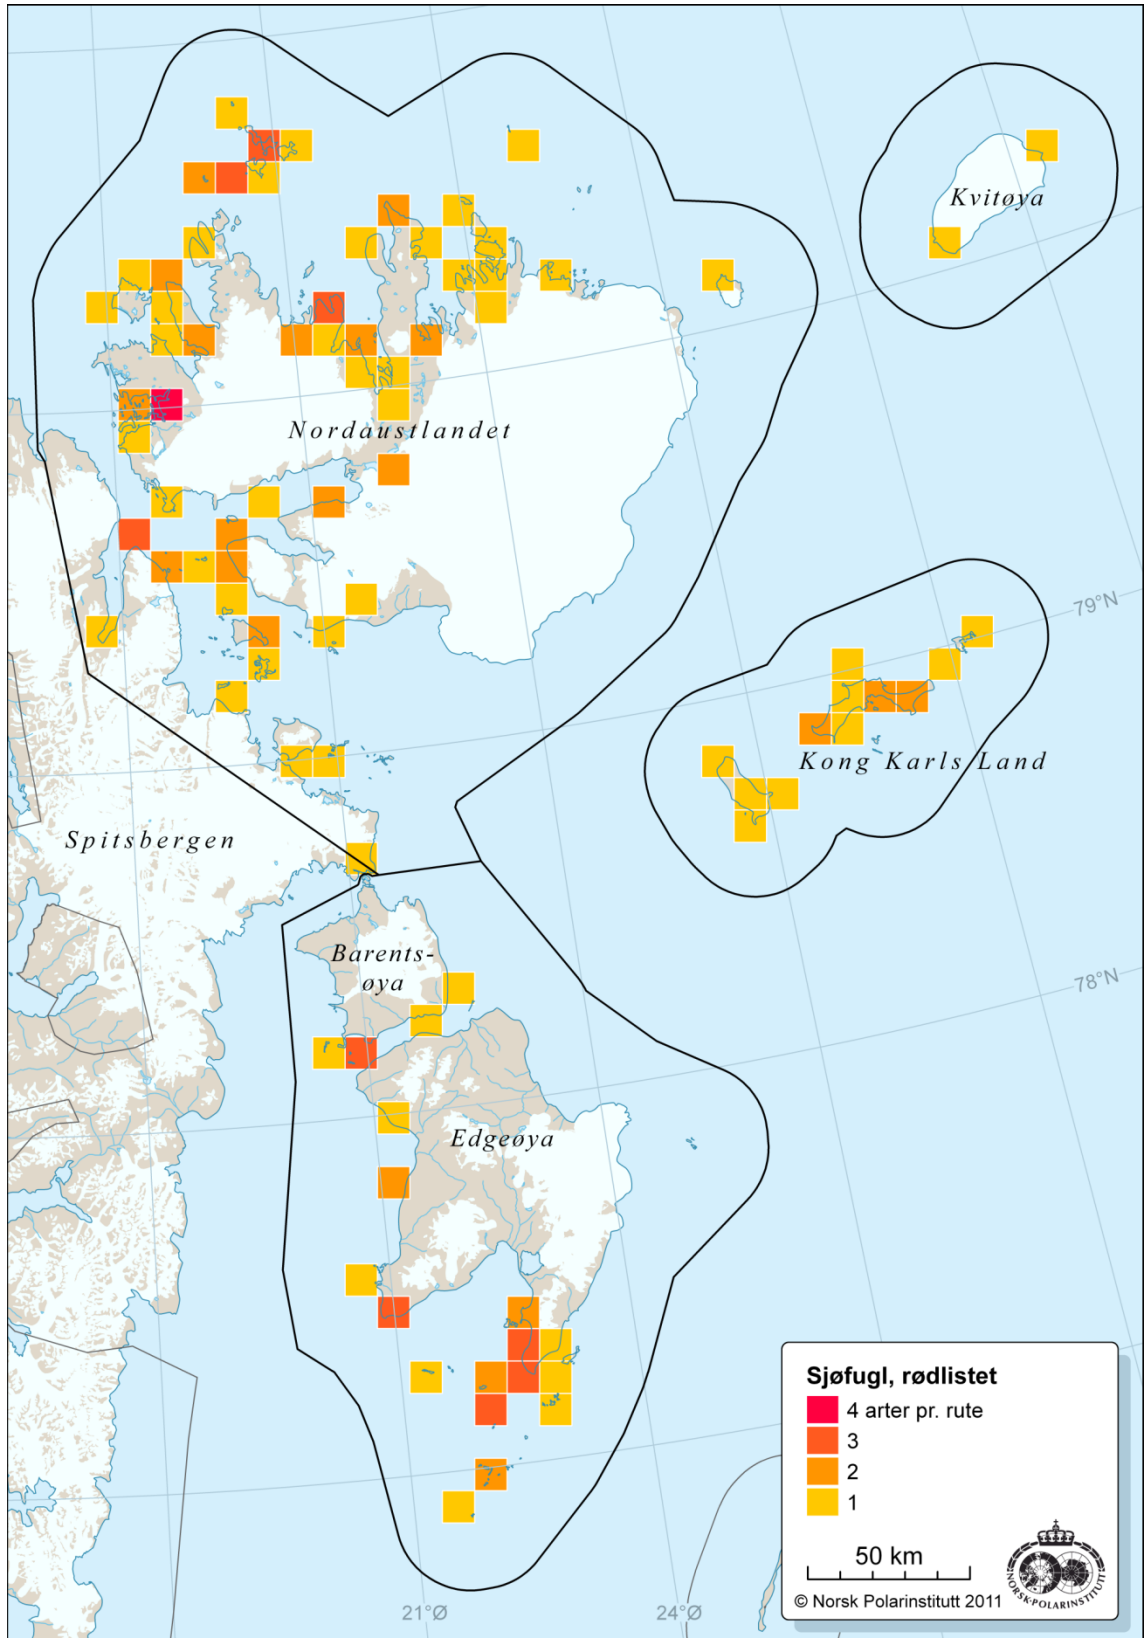 Kvitøya
Nordaustlandet
79°N
Kong Karls Land
Spitsbergen
Barents-
øya
78°N
Edgeøya
Sjøfugl, rødlistet
4 arter pr. rute
3
2
1
50 km
© Norsk Polarinstitutt 2011
NORSK-POLARINSTITUTT
21°Ø
24°Ø